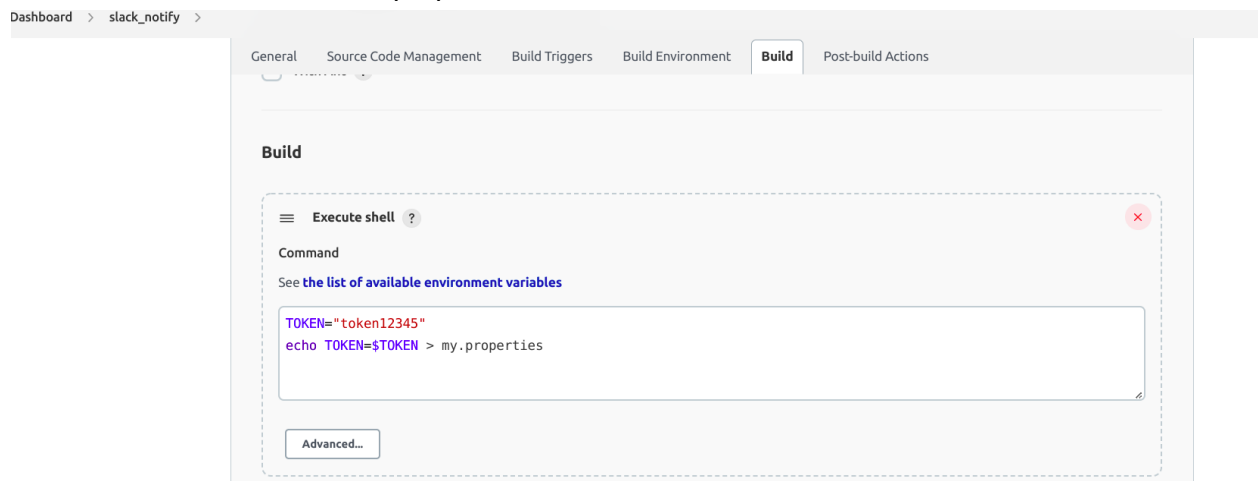 Dashboard > slack_notify >
General Source Code Management Build Triggers Build Environment Build Post-build Actions
Build
Execute shell ?
Command
See the list of available environment variables
TOKEN="token12345"
echo TOKEN=$TOKEN > my.properties
Advanced...